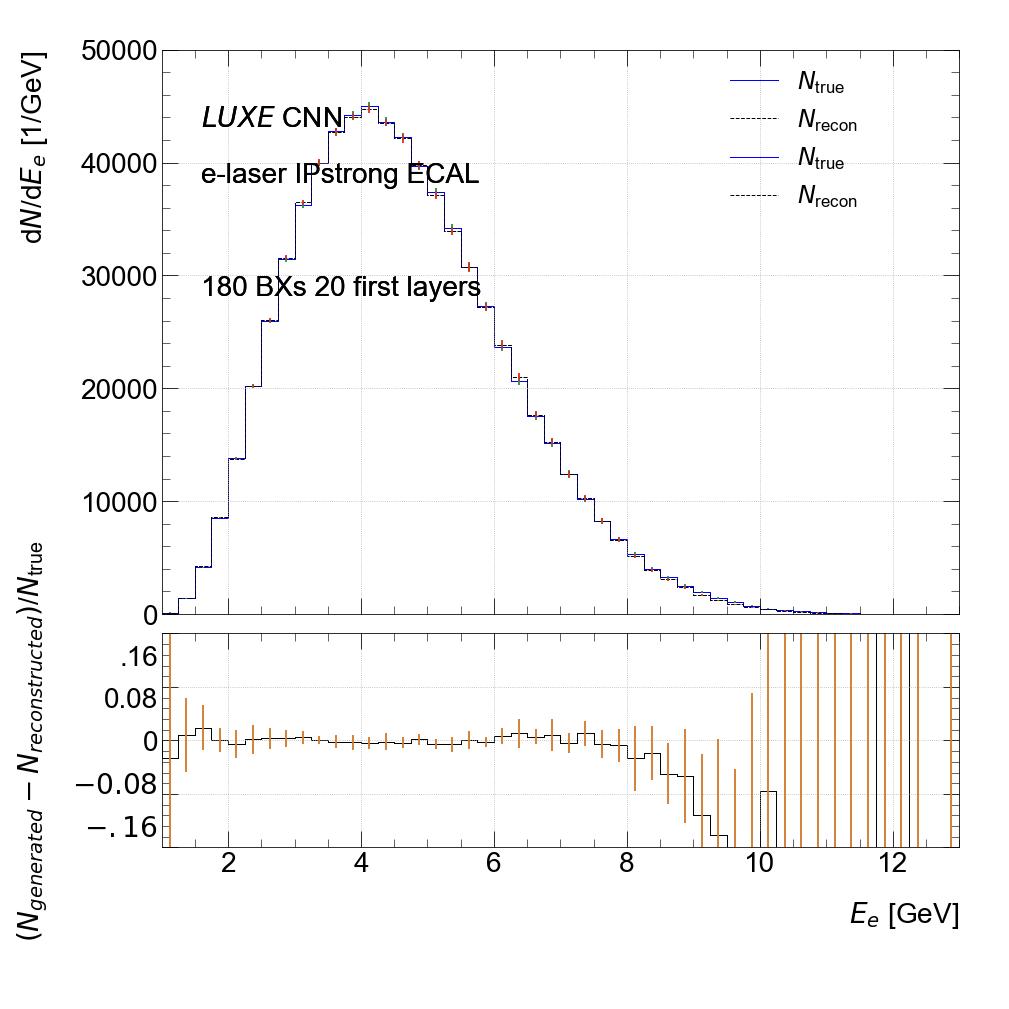 dN/dE_e [1/GeV]
50000
40000
30000
20000
10000
0
LUXE CNN
e-laser IPstrong ECAL
180 BXs 20 first layers
N_true
N_recon
N_true
N_recon
(N_generated − N_reconstructed)/N_true
.16
0.08
0
−0.08
−.16
2 4 6 8 10 12
E_e [GeV]